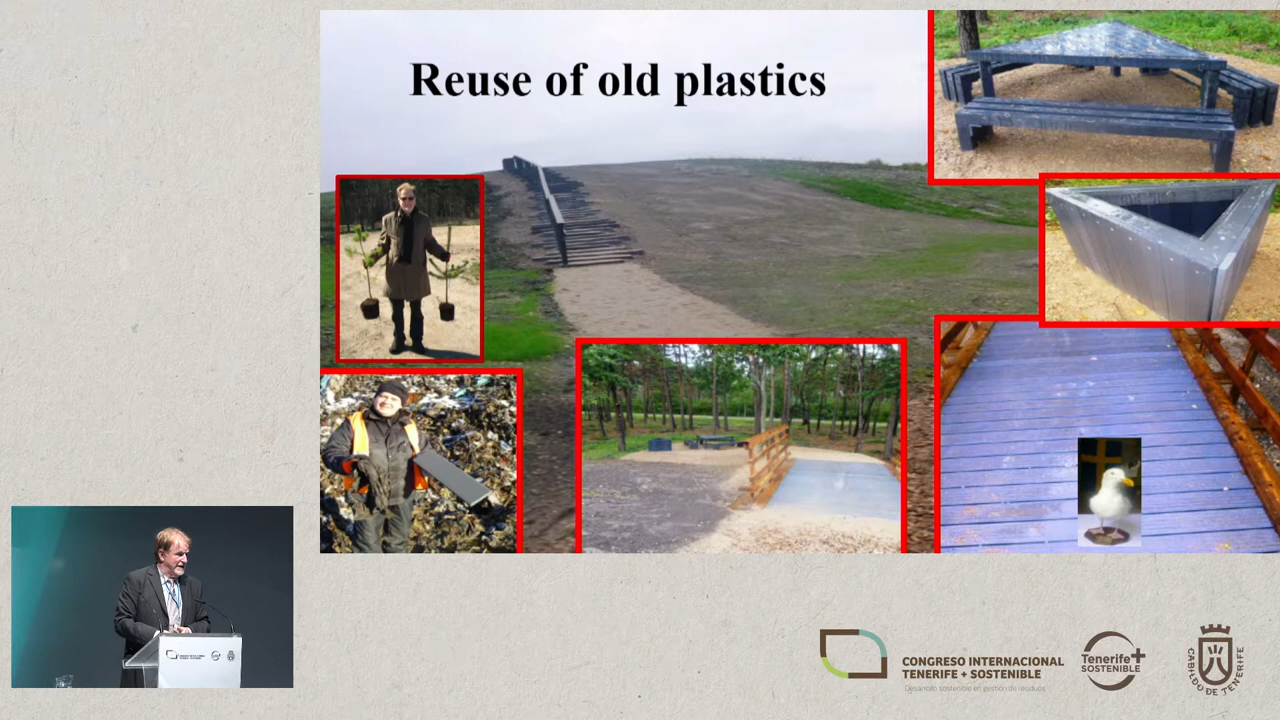 Reuse of old plastics
CONGRESO INTERNACIONAL
TENERIFE + SOSTENIBLE
Desarrollo sostenible en gestión de residuos
Tenerife+
SOSTENIBLE
CABILDO DE TENERIFE